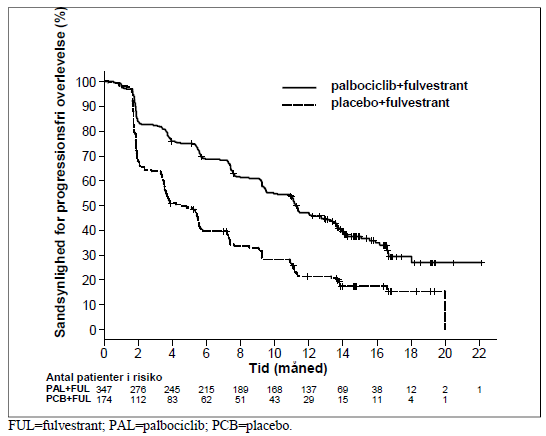 Sandsynlighed for progressionsfri overlevelse (%)
100
90
80
70
60
50
40
30
20
10
0
palbociclib+fulvestrant
placebo+fulvestrant
0 2 4 6 8 10 12 14 16 18 20 22
Tid (måned)
Antal patienter i risiko
PAL+FUL 347 276 245 215 189 168 137 69 38 12 2 1
PCB+FUL 174 112 83 62 51 43 29 15 11 4 1
FUL=fulvestrant; PAL=palbociclib; PCB=placebo.